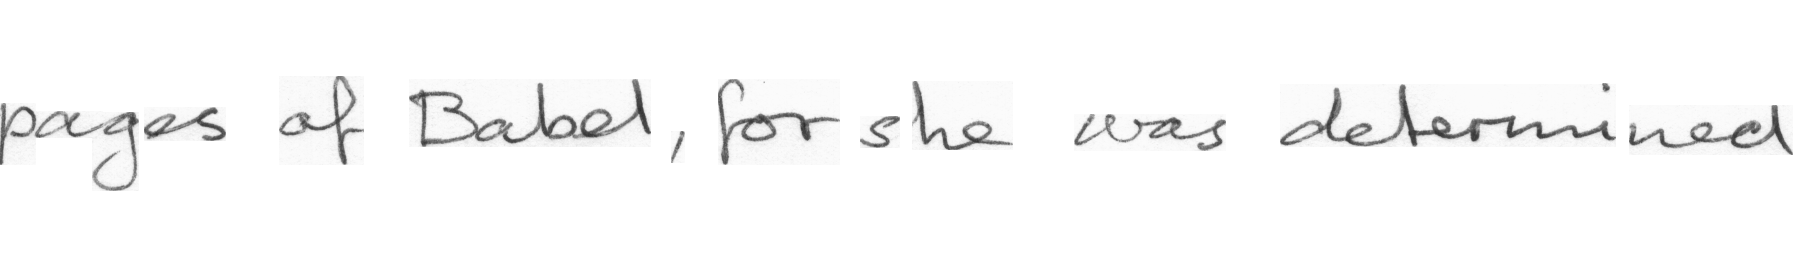 pages of Babel, for she was determined